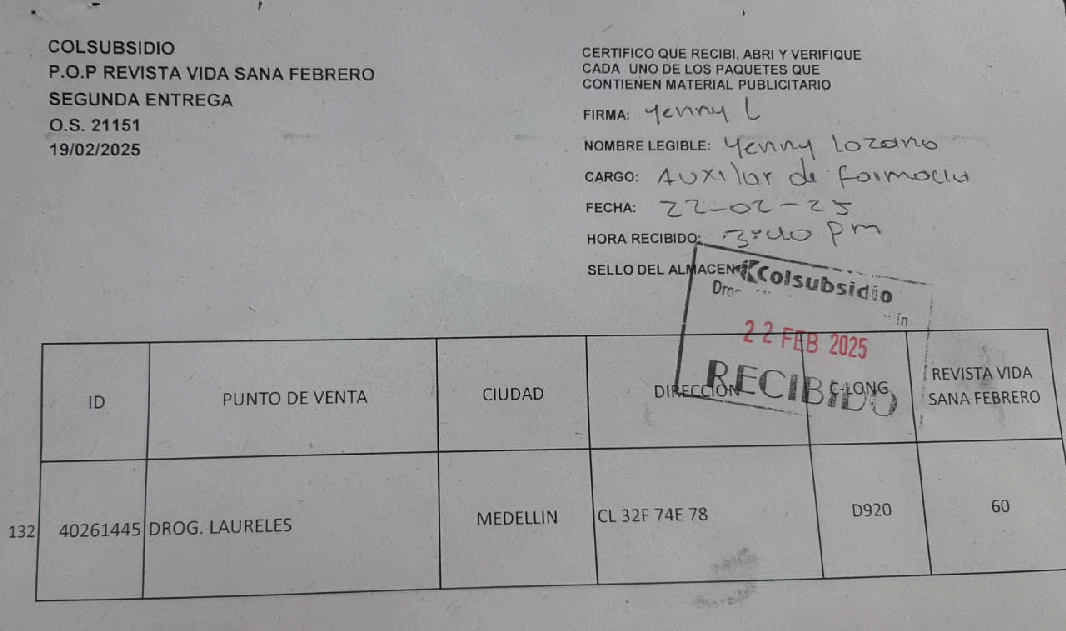 COLSUBSIDIO
P.O.P REVISTA VIDA SANA FEBRERO
SEGUNDA ENTREGA
O.S. 21151
19/02/2025
CERTIFICO QUE RECIBI, ABRI Y VERIFIQUE
CADA UNO DE LOS PAQUETES QUE
CONTIENEN MATERIAL PUBLICITARIO
FIRMA: Yenny L
NOMBRE LEGIBLE: Yenny Lozano
CARGO: Auxiliar de farmacia
FECHA: 22-02-25
HORA RECIBIDO: pm
SELLO DEL ALMACEN
Colsubsidio
22 FEB 2025
RECIBIDO
ID PUNTO DE VENTA CIUDAD DIRECCION C-LONG REVISTA VIDA SANA FEBRERO
132 40261445 DROG. LAURELES MEDELLIN CL 32F 74E 78 D920 60